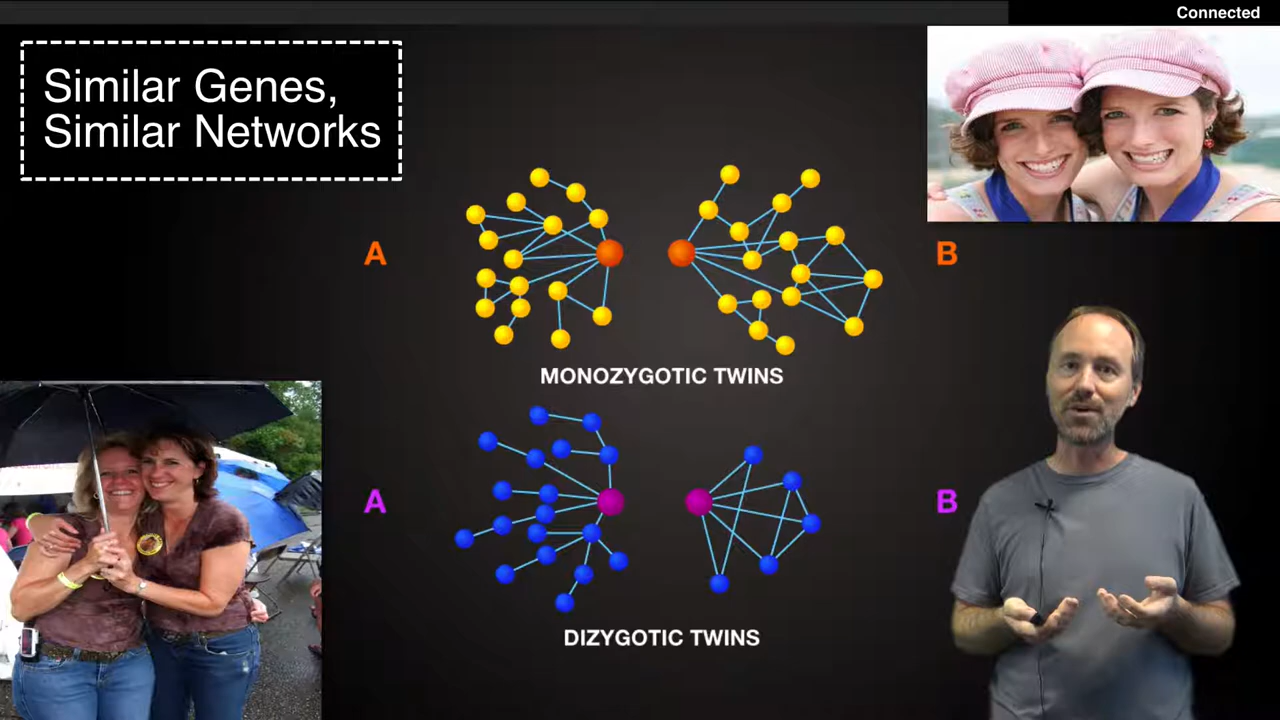 Connected
Similar Genes,
Similar Networks
A
B
MONOZYGOTIC TWINS
A
B
DIZYGOTIC TWINS